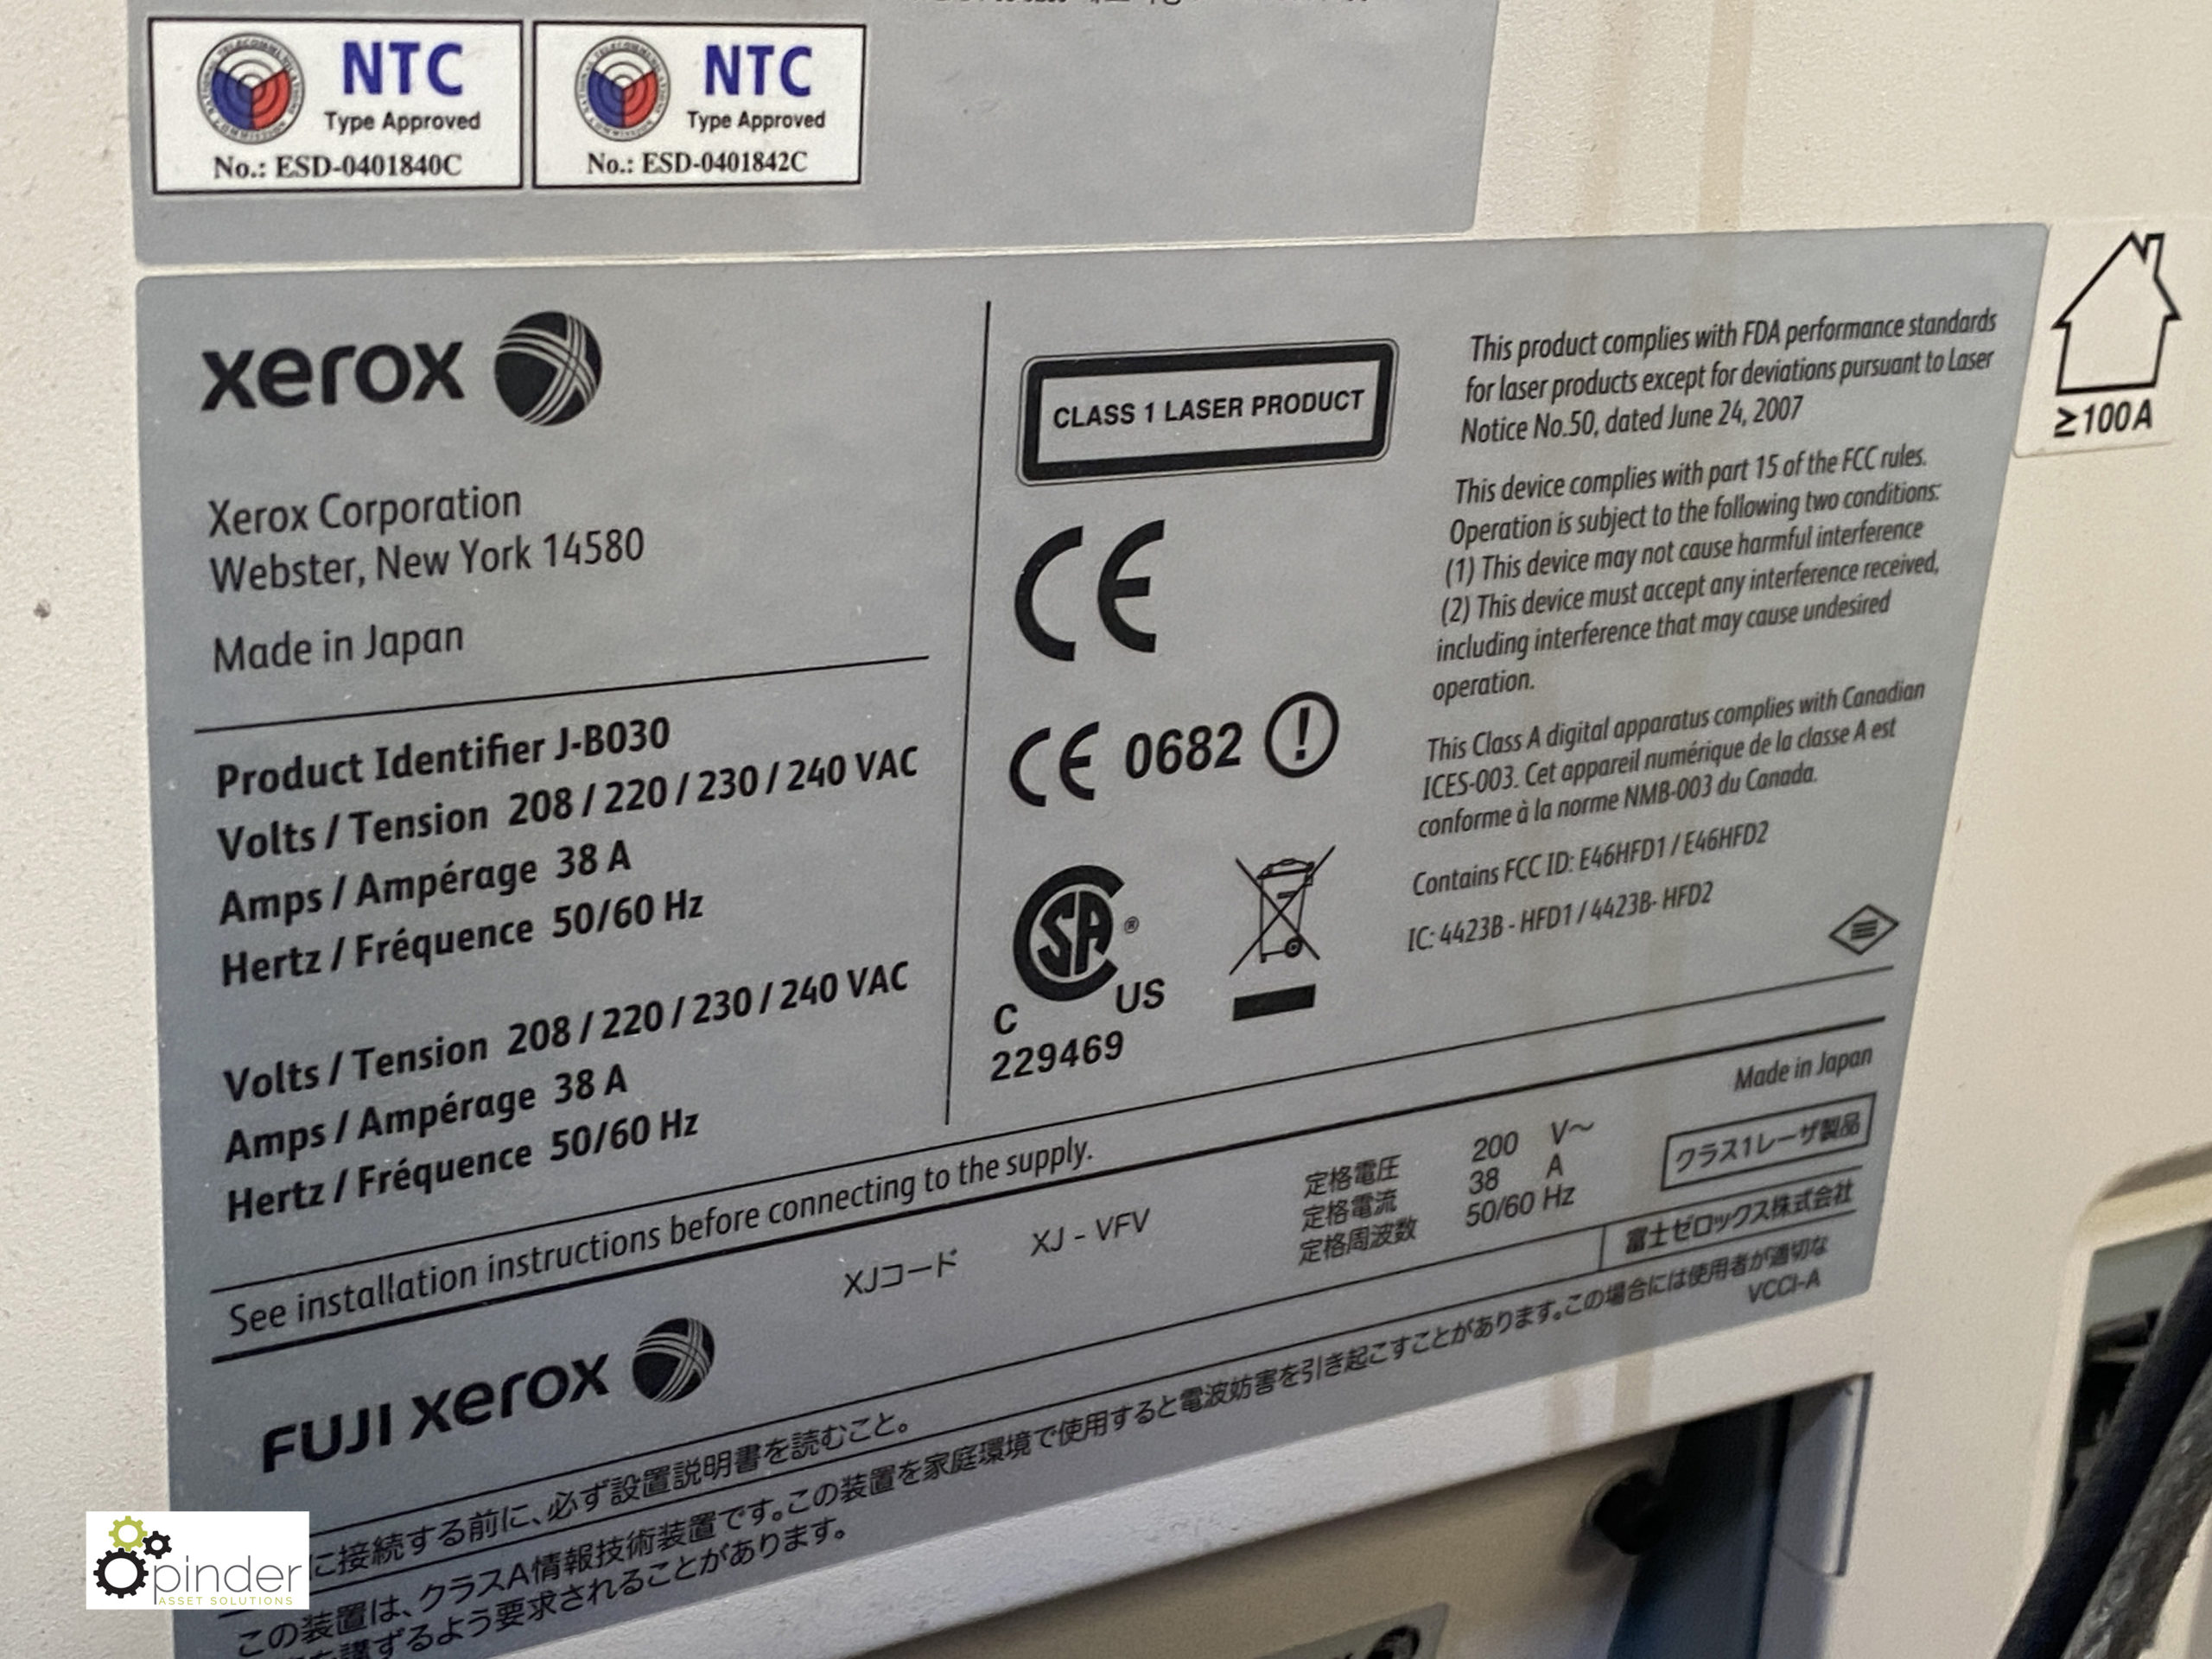 NTC
Type Approved
No.: ESD-0401840C
NTC
Type Approved
No.: ESD-0401842C
xerox
Xerox Corporation
Webster, New York 14580
Made in Japan
Product Identifier J-B030
Volts / Tension 208 / 220 / 230 / 240 VAC
Amps / Ampérage 38 A
Hertz / Fréquence 50/60 Hz
Volts / Tension 208 / 220 / 230 / 240 VAC
Amps / Ampérage 38 A
Hertz / Fréquence 50/60 Hz
CLASS 1 LASER PRODUCT
CE
CE 0682 !
SA ®
C US
229469
This product complies with FDA performance standards
for laser products except for deviations pursuant to Laser
Notice No.50, dated June 24, 2007
This device complies with part 15 of the FCC rules.
Operation is subject to the following two conditions:
(1) This device may not cause harmful interference
(2) This device must accept any interference received,
including interference that may cause undesired
operation.
This Class A digital apparatus complies with Canadian
ICES-003. Cet appareil numérique de la classe A est
conforme à la norme NMB-003 du Canada.
Contains FCC ID: E46HFD1 / E46HFD2
IC: 4423B - HFD1 / 4423B- HFD2
≥100A
See installation instructions before connecting to the supply.
FUJI xerox
XJコード XJ - VFV
定格電圧 200 V～
定格電流 38 A
定格周波数 50/60 Hz
Made in Japan
クラス1レーザ製品
富士ゼロックス株式会社
に接続する前に、必ず設置説明書を読むこと。
この装置は、クラスA情報技術装置です。この装置を家庭環境で使用すると電波妨害を引き起こすことがあります。この場合には使用者が適切な
を講ずるよう要求されることがあります。
VCCI-A
pinder
ASSET SOLUTIONS